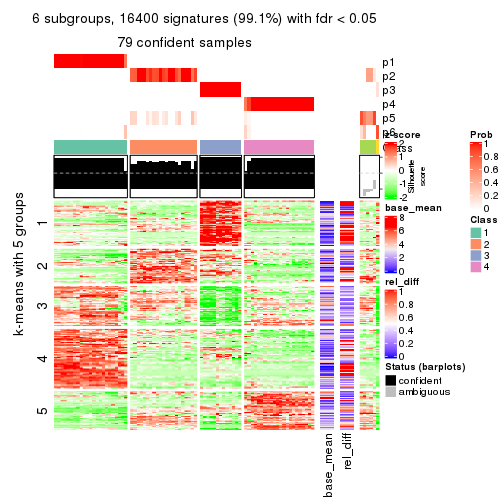 6 subgroups, 16400 signatures (99.1%) with fdr < 0.05
79 confident samples
p1
p2
p3
p4
p5
p6
Class
Silhouette score
k-means with 5 groups
1
2
3
4
5
base_mean
rel_diff
z-score
2
1
0
-1
-2
base_mean
8
6
4
2
0
rel_diff
1
0.8
0.6
0.4
0.2
0
Status (barplots)
confident
ambiguous
Prob
1
0.8
0.6
0.4
0.2
0
Class
1
2
3
4